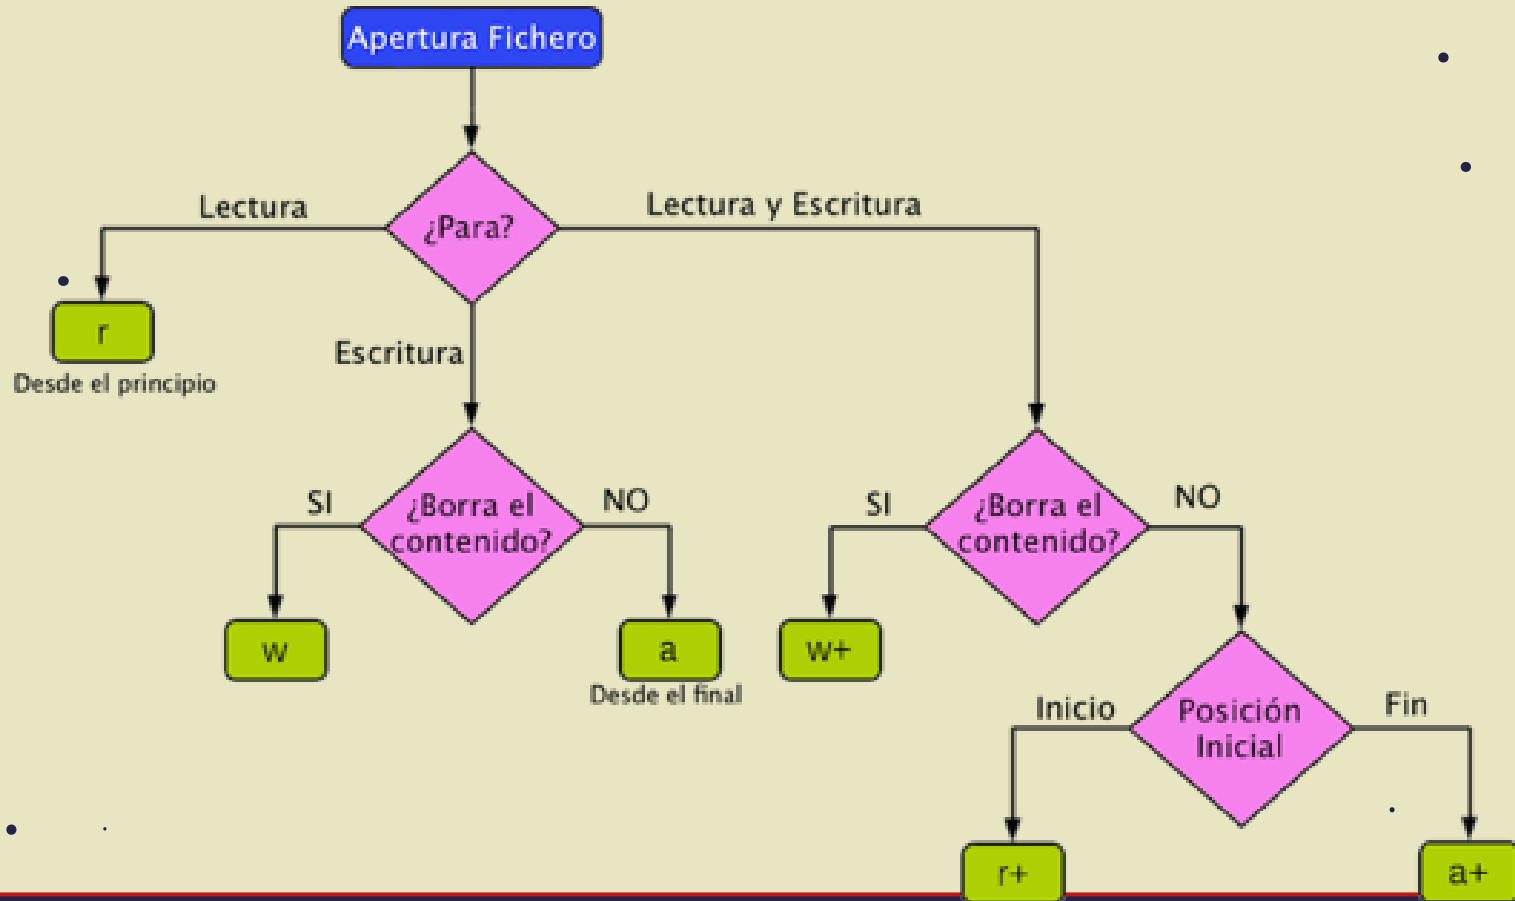 Apertura Fichero
¿Para?
Lectura
Lectura y Escritura
r
Desde el principio
Escritura
¿Borra el
contenido?
SI
NO
w
a
Desde el final
¿Borra el
contenido?
SI
NO
w+
Posición
Inicial
Inicio
Fin
r+
a+